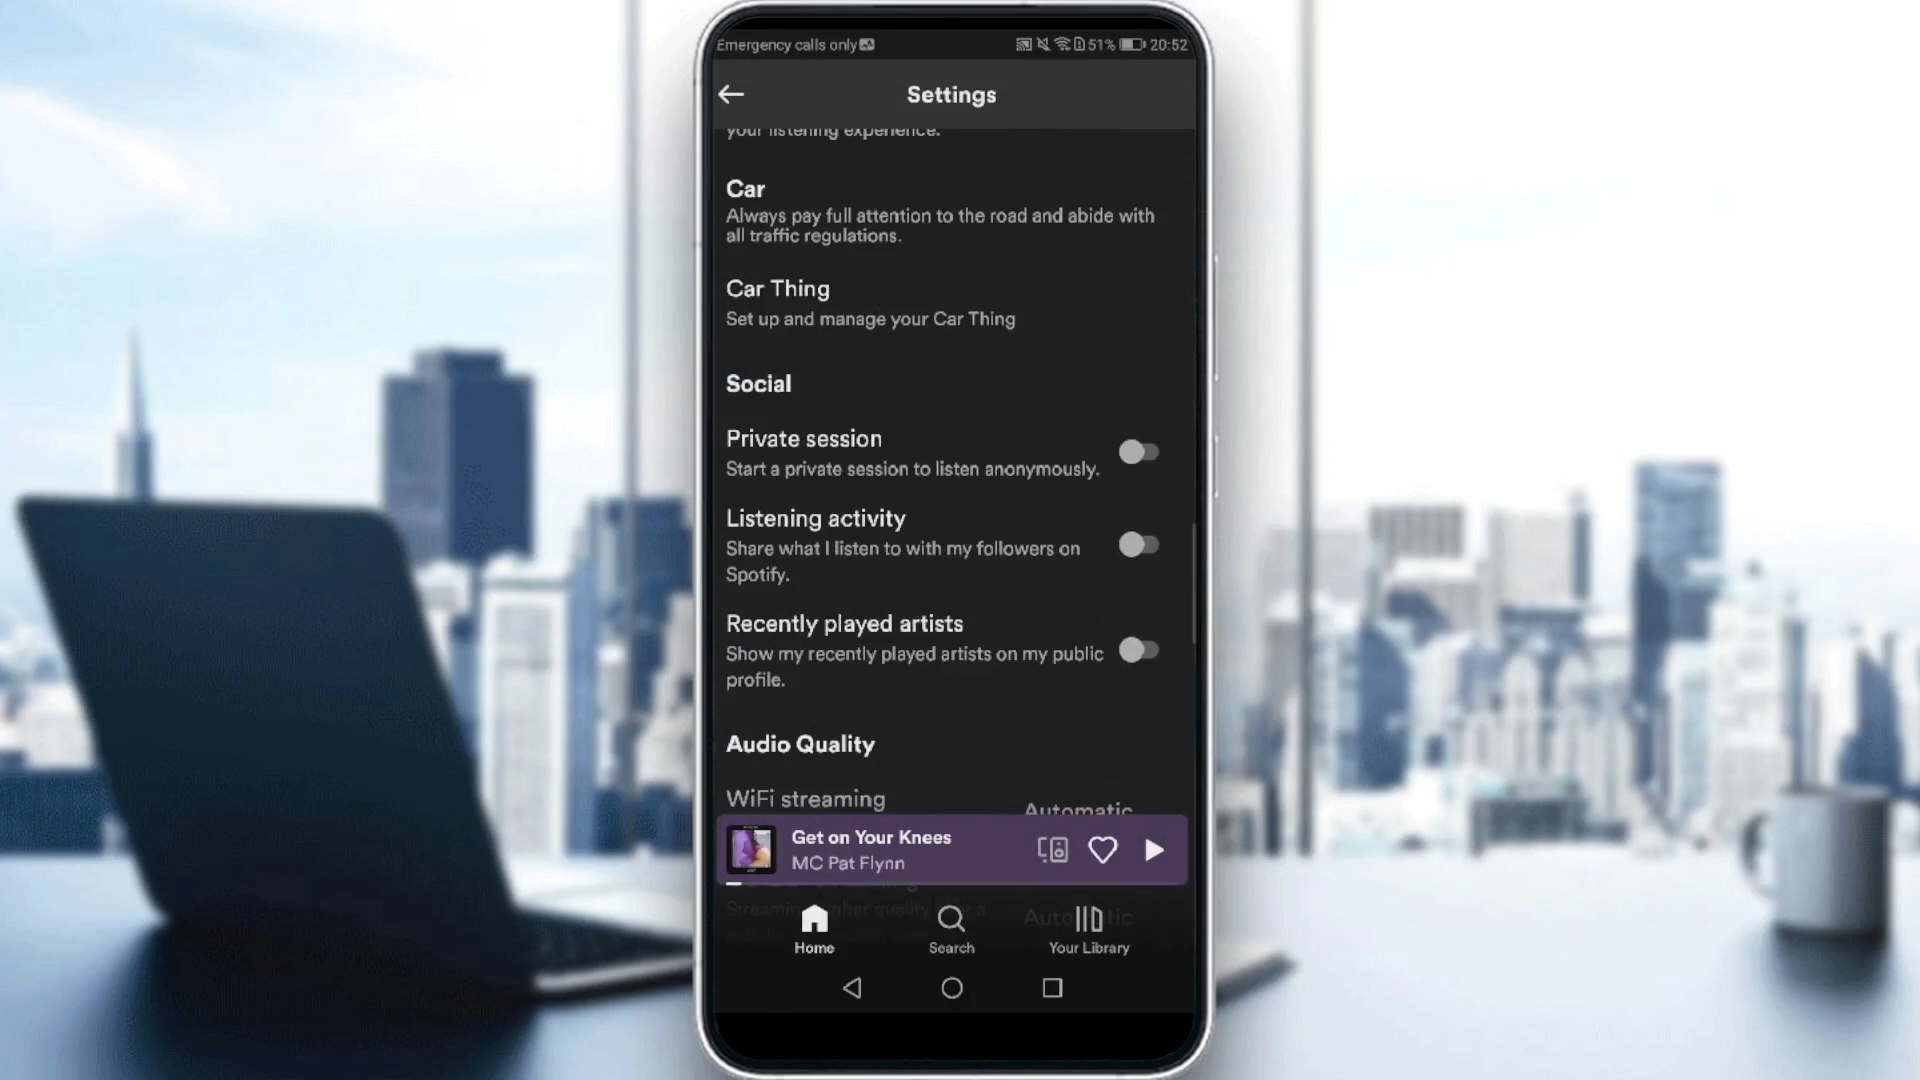 Emergency calls only
51% 20:52
Settings
your listening experience.
Car
Always pay full attention to the road and abide with
all traffic regulations.
Car Thing
Set up and manage your Car Thing
Social
Private session
Start a private session to listen anonymously.
Listening activity
Share what I listen to with my followers on
Spotify.
Recently played artists
Show my recently played artists on my public
profile.
Audio Quality
WiFi streaming
Automatic
Get on Your Knees
MC Pat Flynn
Home
Search
Your Library